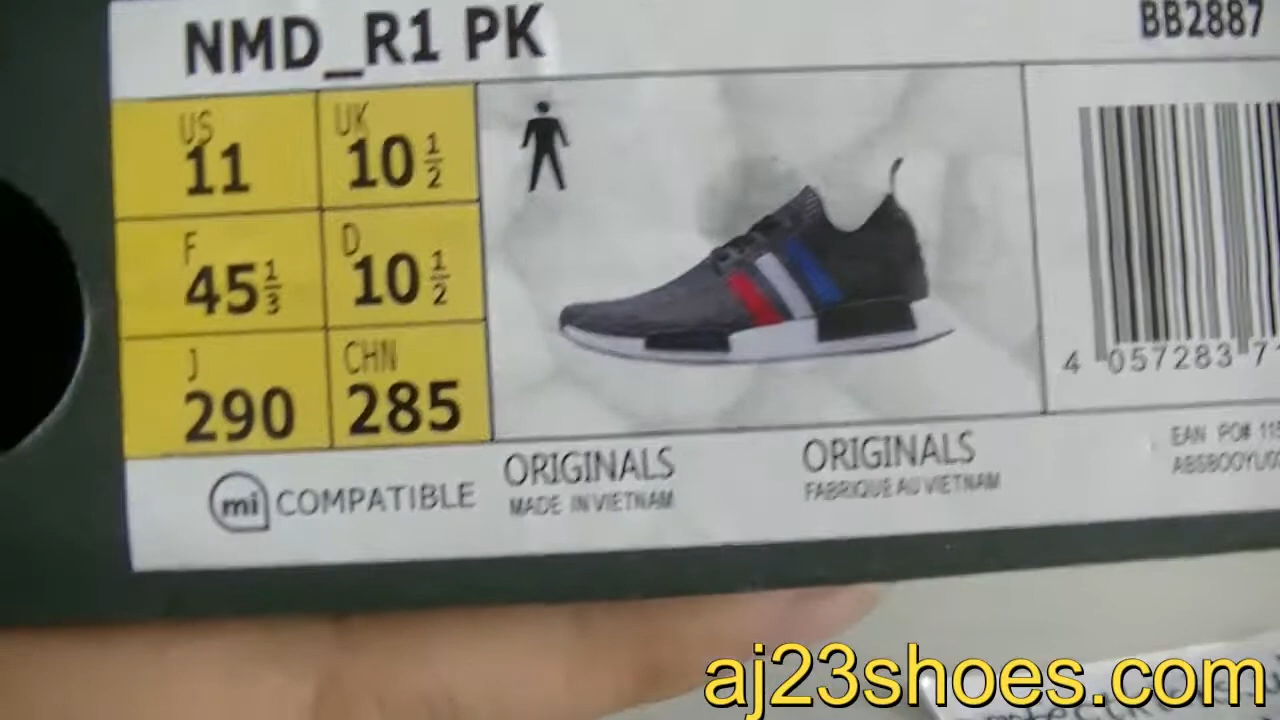 NMD_R1 PK
BB2887
US
11
UK
10 1/2
F
45 1/3
D
10 1/2
J
290
CHN
285
4 057283 7
mi COMPATIBLE
ORIGINALS
MADE IN VIETNAM
ORIGINALS
FABRIQUE AU VIETNAM
EAN PO#
aj23shoes.com